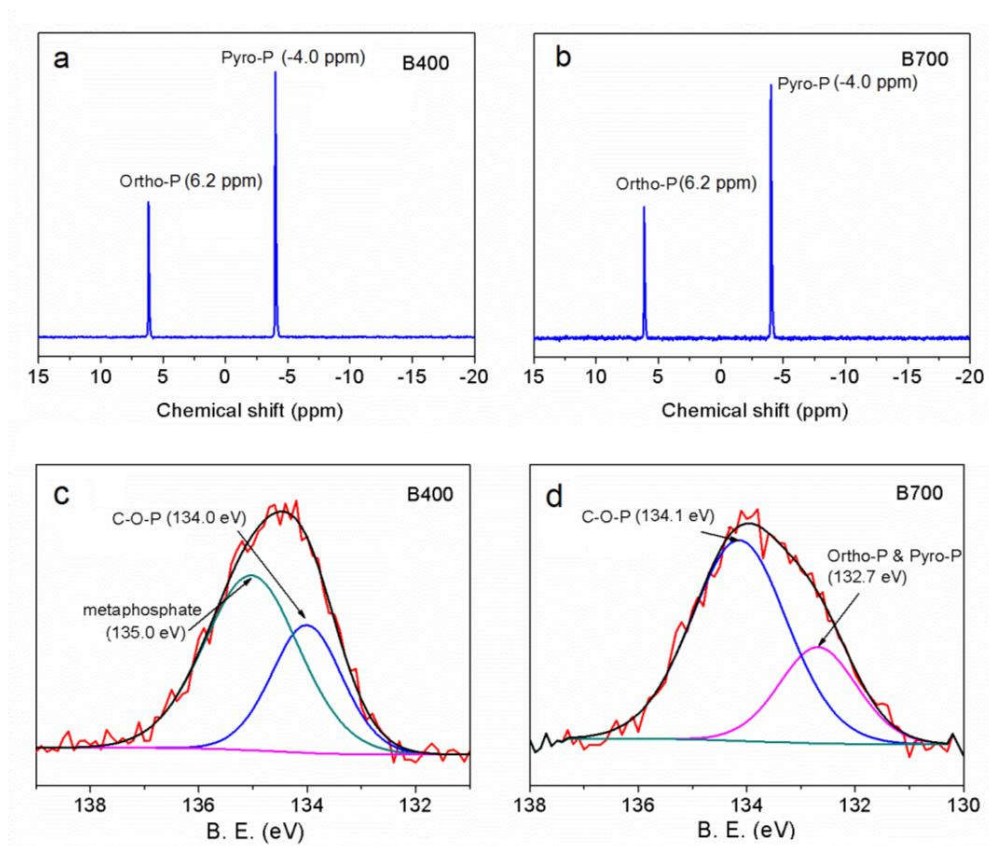 a
Pyro-P (-4.0 ppm)
B400
Ortho-P (6.2 ppm)
15 10 5 0 -5 -10 -15 -20
Chemical shift (ppm)
b
B700
Pyro-P (-4.0 ppm)
Ortho-P (6.2 ppm)
15 10 5 0 -5 -10 -15 -20
Chemical shift (ppm)
c
B400
C-O-P (134.0 eV)
metaphosphate
(135.0 eV)
138 136 134 132
B. E. (eV)
d
B700
C-O-P (134.1 eV)
Ortho-P & Pyro-P
(132.7 eV)
138 136 134 132 130
B. E. (eV)